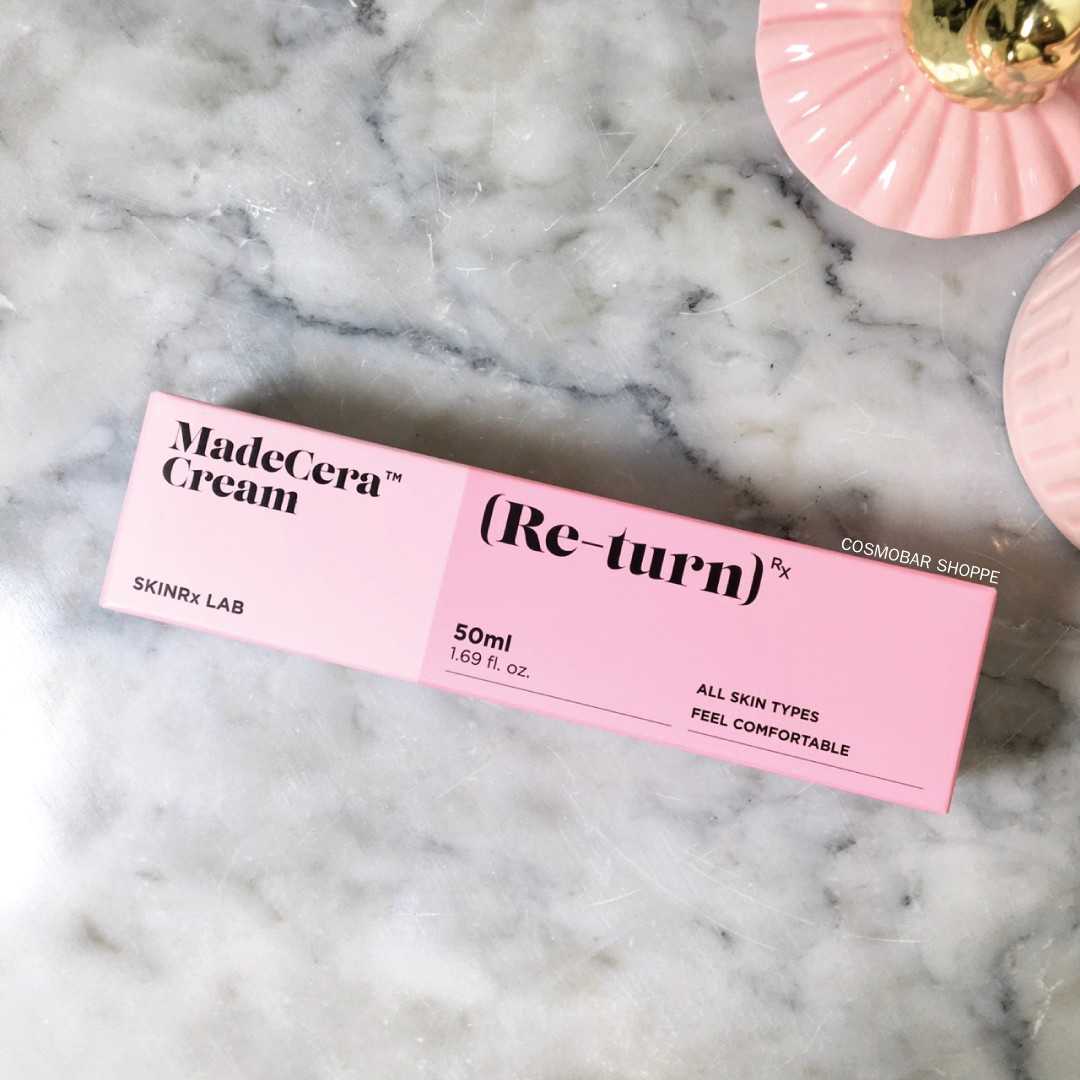 MadeCera™
Cream
SKINRx LAB
(Re-turn)Rx
50ml
1.69 fl. oz.
ALL SKIN TYPES
FEEL COMFORTABLE
COSMOBAR SHOPPE